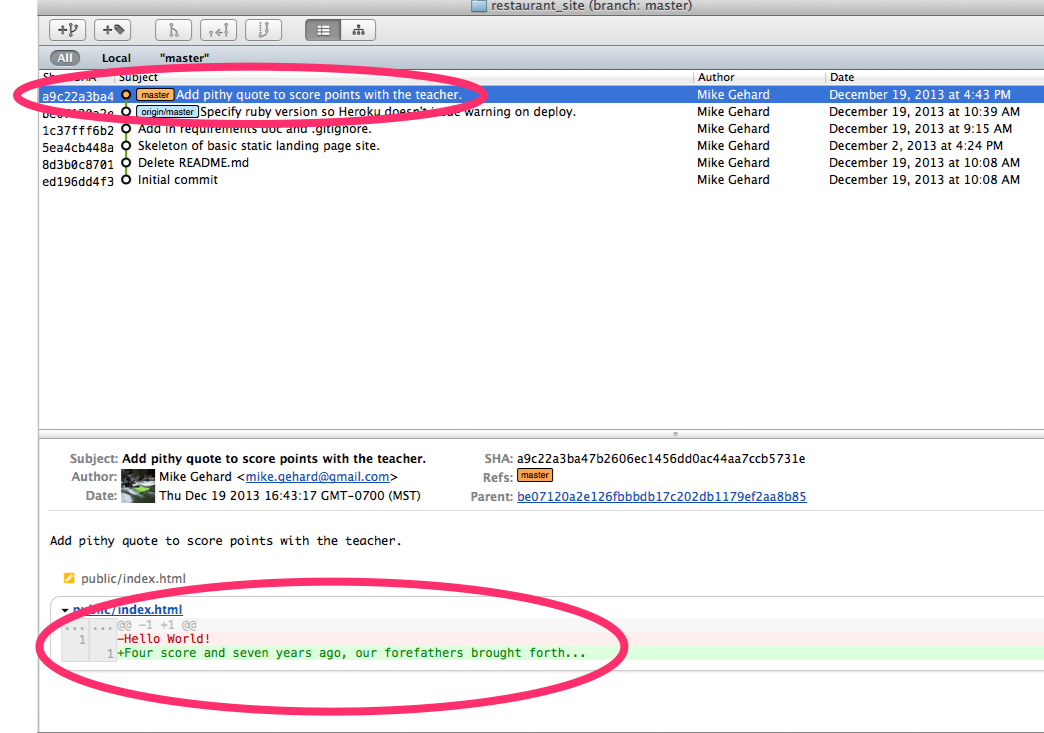 restaurant_site (branch: master)
All Local "master"
Subject Author Date
a9c22a3ba4 master Add pithy quote to score points with the teacher. Mike Gehard December 19, 2013 at 4:43 PM
origin/master Specify ruby version so Heroku doesn't issue warning on deploy. Mike Gehard December 19, 2013 at 10:39 AM
1c37fff6b2 Add in requirements doc and .gitignore. Mike Gehard December 19, 2013 at 9:15 AM
5ea4cb448a Skeleton of basic static landing page site. Mike Gehard December 2, 2013 at 4:24 PM
8d3b0c8701 Delete README.md Mike Gehard December 19, 2013 at 10:08 AM
ed196dd4f3 Initial commit Mike Gehard December 19, 2013 at 10:08 AM
Subject: Add pithy quote to score points with the teacher. SHA: a9c22a3ba47b2606ec1456dd0ac44aa7ccb5731e
Author: Mike Gehard <mike.gehard@gmail.com> Refs: master
Date: Thu Dec 19 2013 16:43:17 GMT-0700 (MST) Parent: be07120a2e126fbbbdb17c202db1179ef2aa8b85
Add pithy quote to score points with the teacher.
public/index.html
public/index.html
... ... @@ -1 +1 @@
1 -Hello World!
1 +Four score and seven years ago, our forefathers brought forth...